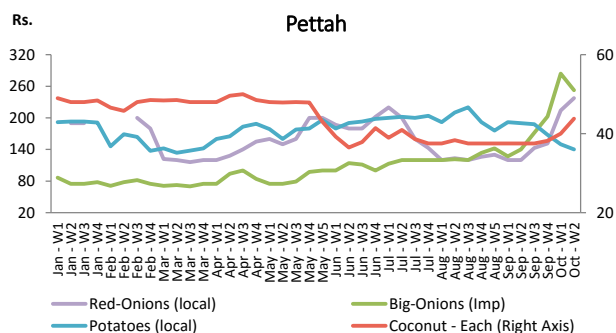 Rs.
Pettah
320
260
200
140
80
20
60
40
20
Jan - W1
Jan - W2
Jan - W3
Jan - W4
Feb - W1
Feb - W2
Feb - W3
Feb - W4
Mar - W1
Mar - W2
Mar - W3
Mar - W4
Apr - W1
Apr - W2
Apr - W3
Apr - W4
May - W1
May - W2
May - W3
May - W4
May - W5
Jun - W1
Jun - W2
Jun - W3
Jun - W4
Jul - W1
Jul - W2
Jul - W3
Jul - W4
Aug - W1
Aug - W2
Aug - W3
Aug - W4
Aug - W5
Sep - W1
Sep - W2
Sep - W3
Sep - W4
Oct - W1
Oct - W2
Red-Onions (local)
Big-Onions (Imp)
Potatoes (local)
Coconut - Each (Right Axis)